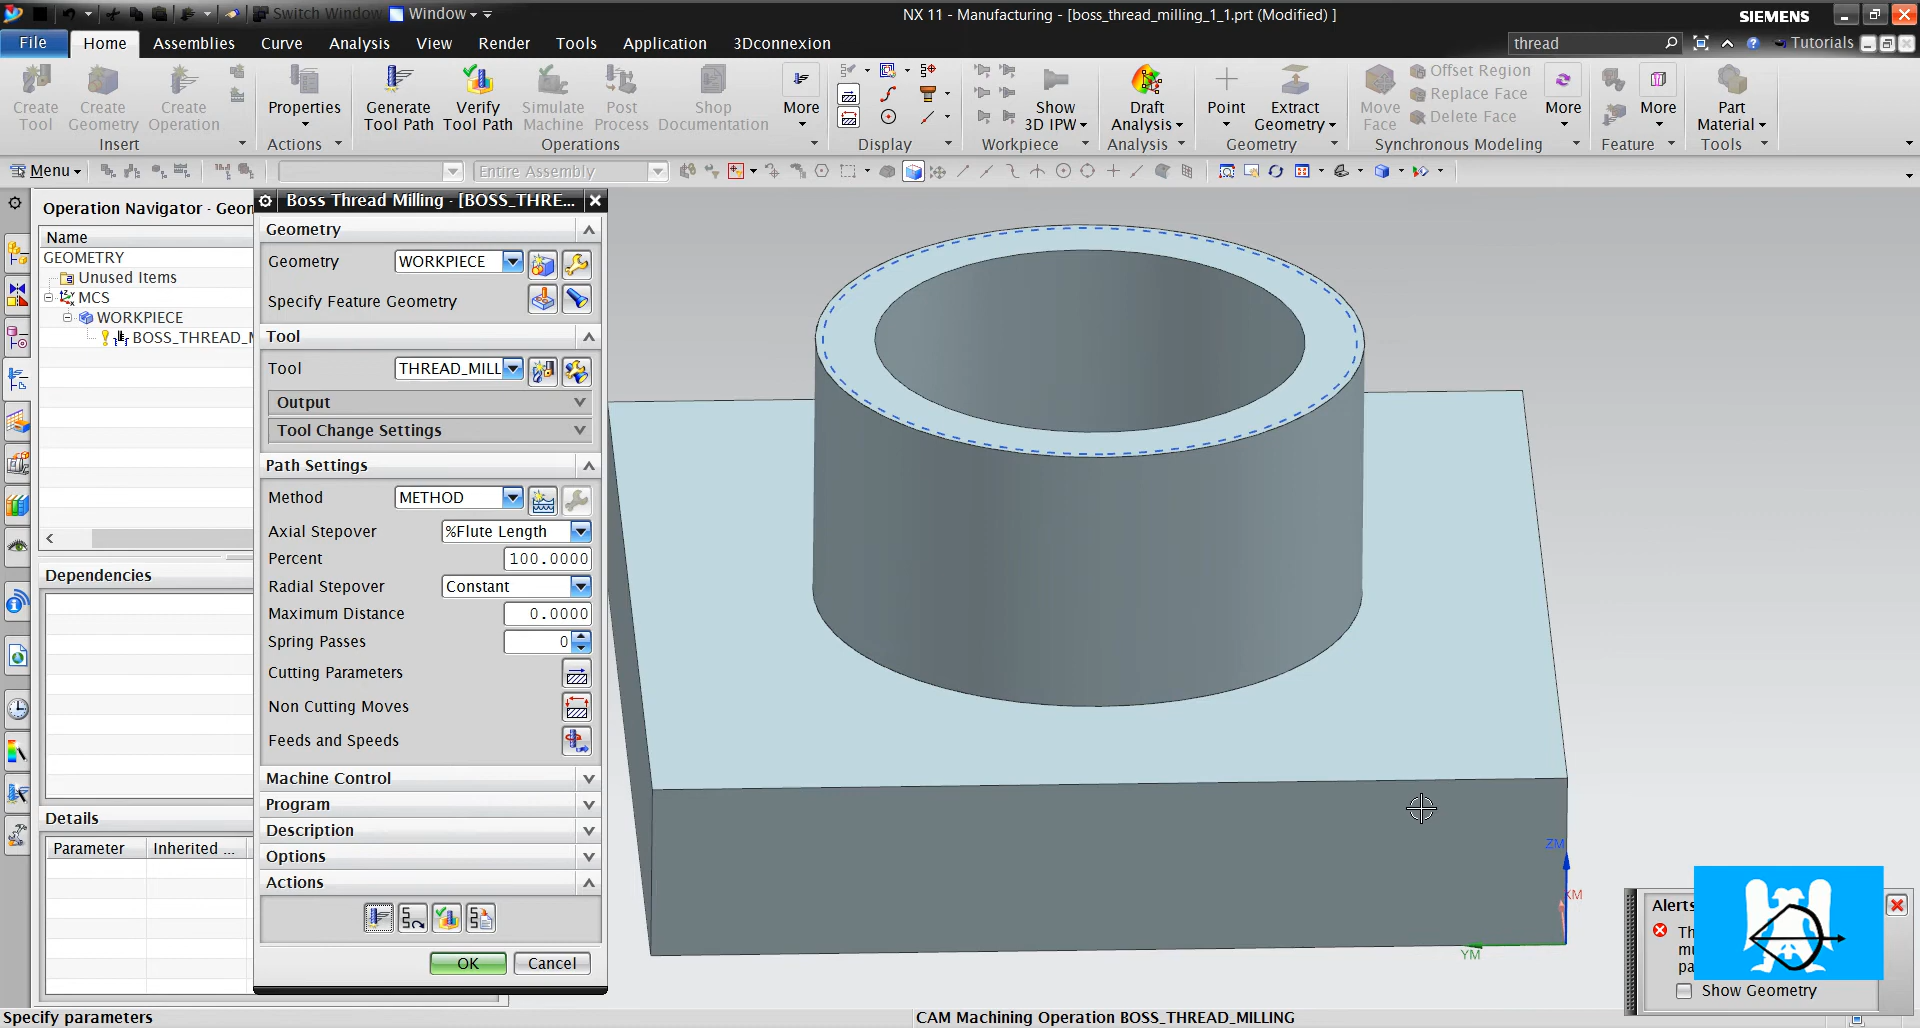 Switch Window
Window
NX 11 - Manufacturing - [boss_thread_milling_1_1.prt (Modified) ]
SIEMENS
File
Home
Assemblies
Curve
Analysis
View
Render
Tools
Application
3Dconnexion
thread
Tutorials
Create Tool
Create Geometry
Create Operation
Insert
Properties
Actions
Generate Tool Path
Verify Tool Path
Simulate Machine
Post Process
Shop Documentation
More
Operations
Display
Show 3D IPW
Workpiece
Draft Analysis
Analysis
Point
Extract Geometry
Geometry
Move Face
Offset Region
Replace Face
Delete Face
More
Synchronous Modeling
More
Feature
Part Material
Tools
Menu
Entire Assembly
Operation Navigator - Geon
Name
GEOMETRY
Unused Items
MCS
WORKPIECE
BOSS_THREAD_M
Dependencies
Details
Parameter
Inherited ...
Boss Thread Milling - [BOSS_THRE...
Geometry
Geometry WORKPIECE
Specify Feature Geometry
Tool
Tool THREAD_MILL
Output
Tool Change Settings
Path Settings
Method METHOD
Axial Stepover %Flute Length
Percent 100.0000
Radial Stepover Constant
Maximum Distance 0.0000
Spring Passes 0
Cutting Parameters
Non Cutting Moves
Feeds and Speeds
Machine Control
Program
Description
Options
Actions
OK
Cancel
ZM
XM
YM
Alerts
Th
mu
pa
Show Geometry
Specify parameters
CAM Machining Operation BOSS_THREAD_MILLING